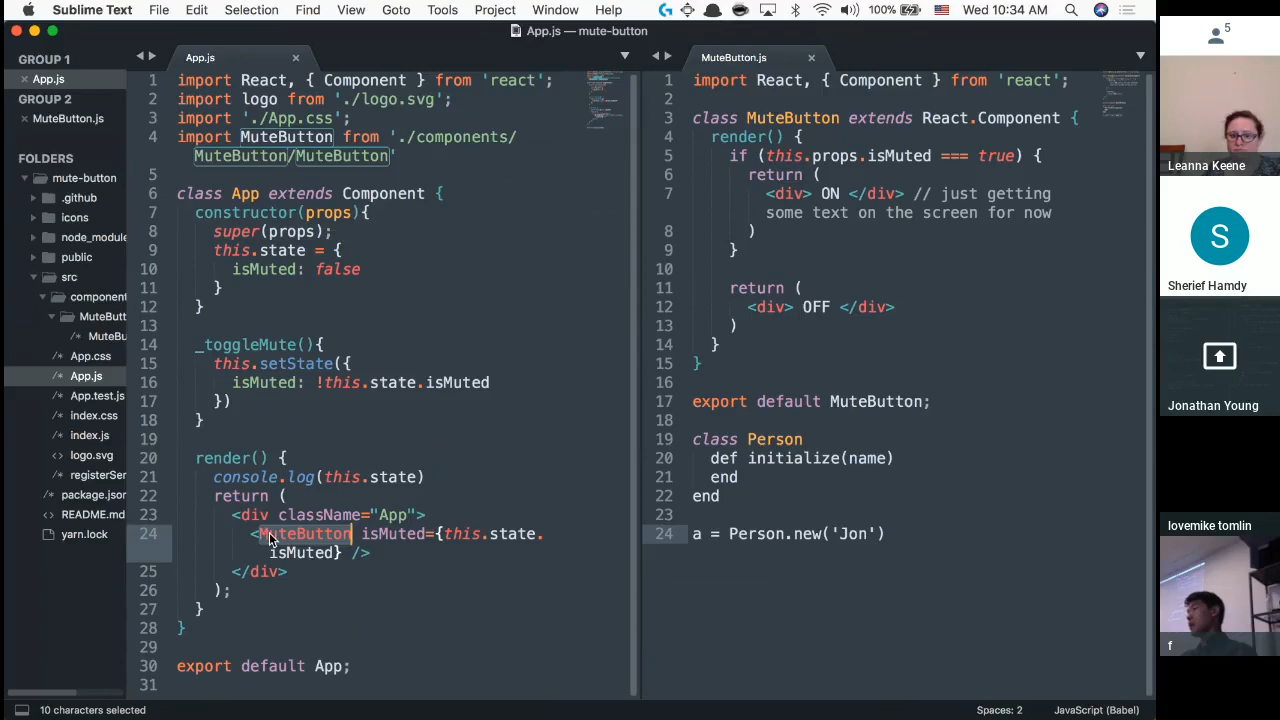 Sublime Text File Edit Selection Find View Goto Tools Project Window Help 100% Wed 10:34 AM
App.js — mute-button
GROUP 1
App.js
GROUP 2
MuteButton.js
FOLDERS
mute-button
.github
icons
node_module
public
src
component
MuteButt
MuteBu
App.css
App.js
App.test.js
index.css
index.js
logo.svg
registerSer
package.json
README.md
yarn.lock
App.js
1 import React, { Component } from 'react';
2 import logo from './logo.svg';
3 import './App.css';
4 import MuteButton from './components/
MuteButton/MuteButton'
5
6 class App extends Component {
7 constructor(props){
8 super(props);
9 this.state = {
10 isMuted: false
11 }
12 }
13
14 _toggleMute(){
15 this.setState({
16 isMuted: !this.state.isMuted
17 })
18 }
19
20 render() {
21 console.log(this.state)
22 return (
23 <div className="App">
24 <MuteButton isMuted={this.state.
isMuted} />
25 </div>
26 );
27 }
28 }
29
30 export default App;
31
MuteButton.js
1 import React, { Component } from 'react';
2
3 class MuteButton extends React.Component {
4 render() {
5 if (this.props.isMuted === true) {
6 return (
7 <div> ON </div> // just getting
some text on the screen for now
8 )
9 }
10
11 return (
12 <div> OFF </div>
13 )
14 }
15 }
16
17 export default MuteButton;
18
19 class Person
20 def initialize(name)
21 end
22 end
23
24 a = Person.new('Jon')
10 characters selected
Spaces: 2 JavaScript (Babel)
5
Leanna Keene
S
Sherief Hamdy
Jonathan Young
lovemike tomlin
f